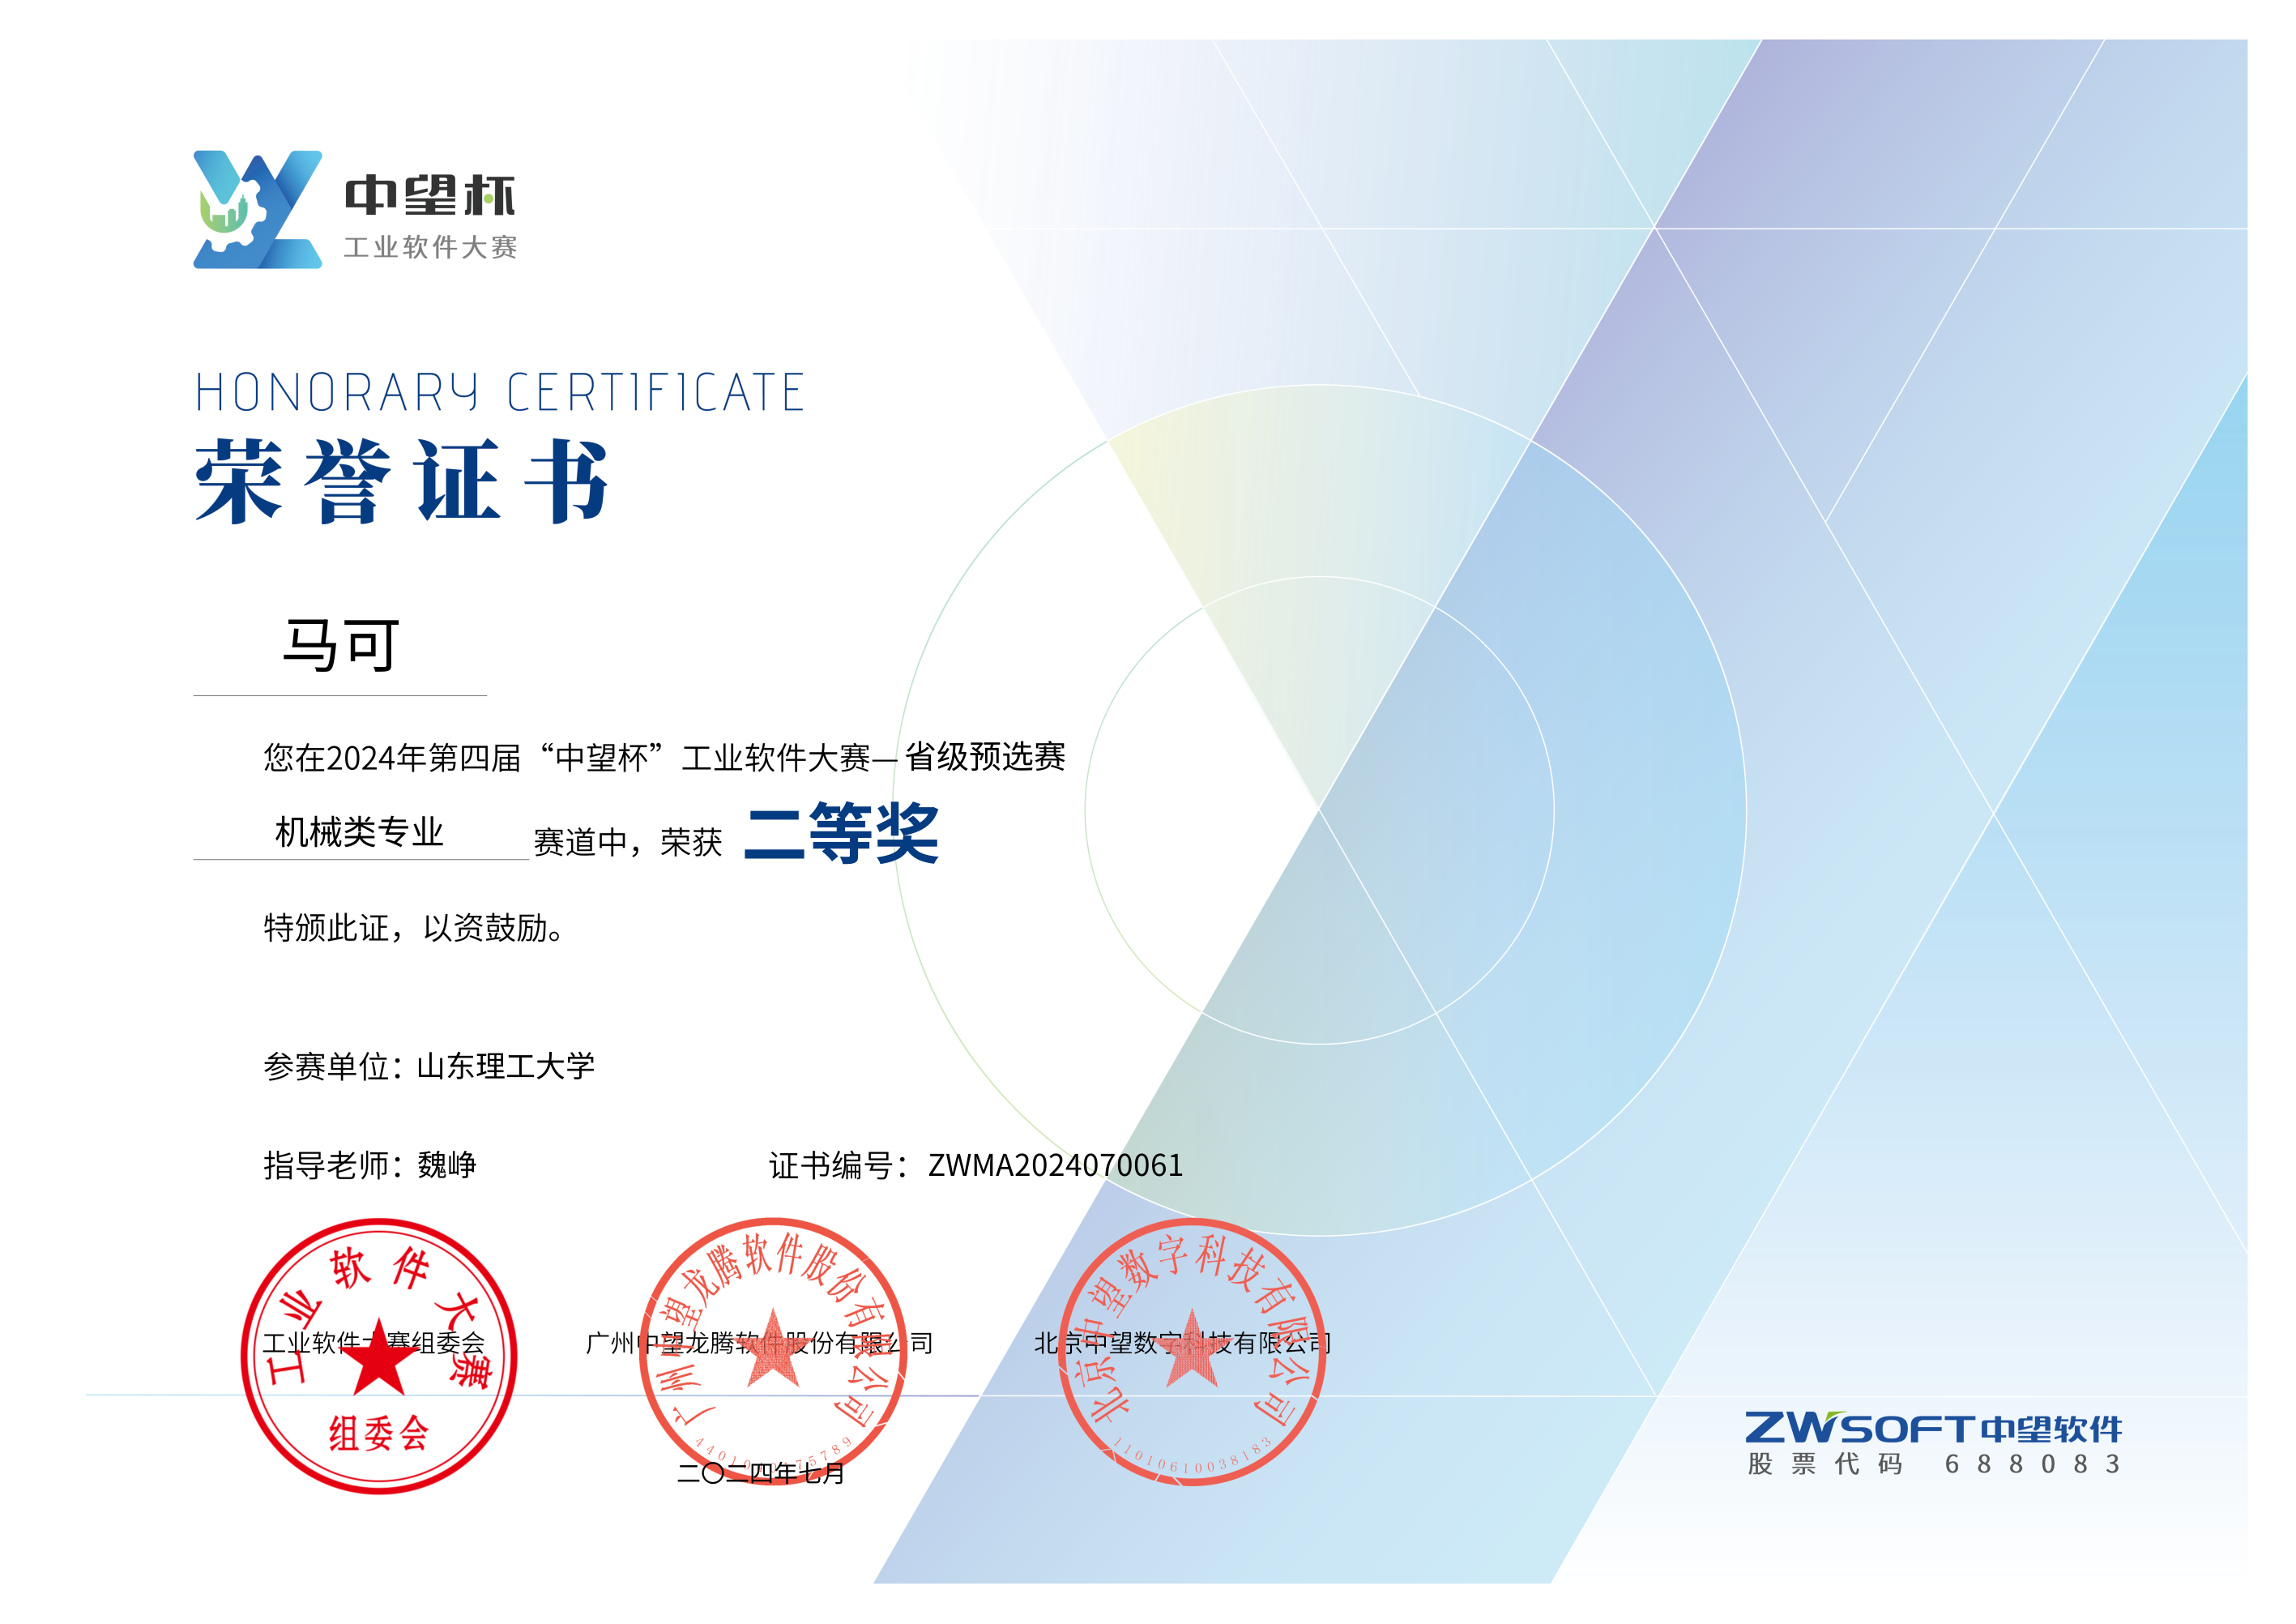 中望杯
工业软件大赛
HONORARY CERTIFICATE
荣誉证书
马可
您在2024年第四届“中望杯”工业软件大赛—省级预选赛
机械类专业 赛道中，荣获 二等奖
特颁此证，以资鼓励。
参赛单位：山东理工大学
指导老师：魏峥 证书编号：ZWMA2024070061
工业软件大赛
组委会
广州中望龙腾软件股份有限公司
北京中望数字科技有限公司
11010610038183
工业软件大赛组委会 广州中望龙腾软件股份有限公司 北京中望数字科技有限公司
二〇二四年七月
ZWSOFT中望软件
股票代码 688083